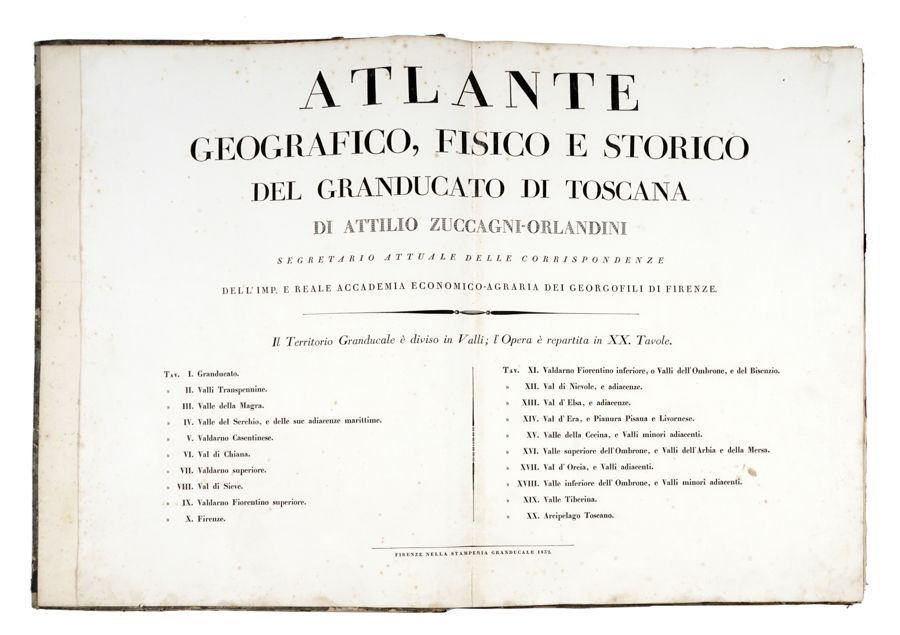 ATLANTE
GEOGRAFICO, FISICO E STORICO
DEL GRANDUCATO DI TOSCANA
DI ATTILIO ZUCCAGNI-ORLANDINI
SEGRETARIO ATTUALE DELLE CORRISPONDENZE
DELL'IMP. E REALE ACCADEMIA ECONOMICO-AGRARIA DEI GEORGOFILI DI FIRENZE.
Il Territorio Granducale è diviso in Valli; l'Opera è repartita in XX. Tavole.
Tav. I. Granducato.
» II. Valli Transpennine.
» III. Valle della Magra.
» IV. Valle del Serchio, e delle sue adiacenze marittime.
» V. Valdarno Casentinese.
» VI. Val di Chiana.
» VII. Valdarno superiore.
» VIII. Val di Sieve.
» IX. Valdarno Fiorentino superiore.
» X. Firenze.
Tav. XI. Valdarno Fiorentino inferiore, o Valli dell'Ombrone, e del Bisenzio.
» XII. Val di Nievole, e adiacenze.
» XIII. Val d'Elsa, e adiacenze.
» XIV. Val d'Era, e Pianura Pisana e Livornese.
» XV. Valle della Cecina, e Valli minori adiacenti.
» XVI. Valle superiore dell'Ombrone, e Valli dell'Arbia e della Mersa.
» XVII. Val d'Orcia, e Valli adiacenti.
» XVIII. Valle inferiore dell'Ombrone, e Valli minori adiacenti.
» XIX. Valle Tiberina.
» XX. Arcipelago Toscano.
FIRENZE NELLA STAMPERIA GRANDUCALE 1832.